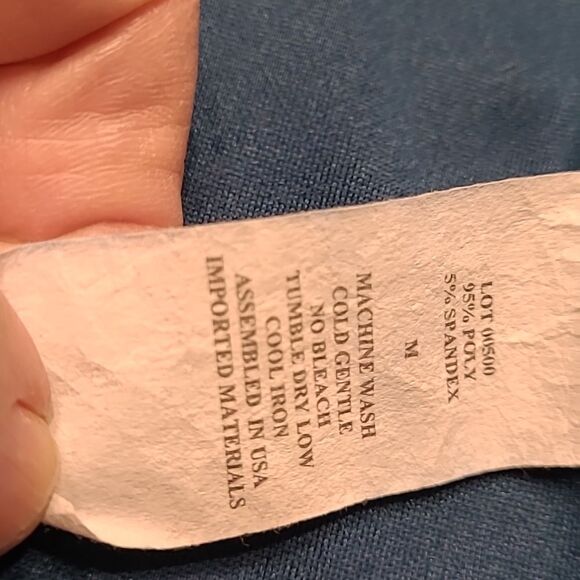 LOT 00500
95% POLY
5% SPANDEX
M
MACHINE WASH
COLD GENTLE
NO BLEACH
TUMBLE DRY LOW
COOL IRON
ASSEMBLED IN USA
IMPORTED MATERIALS